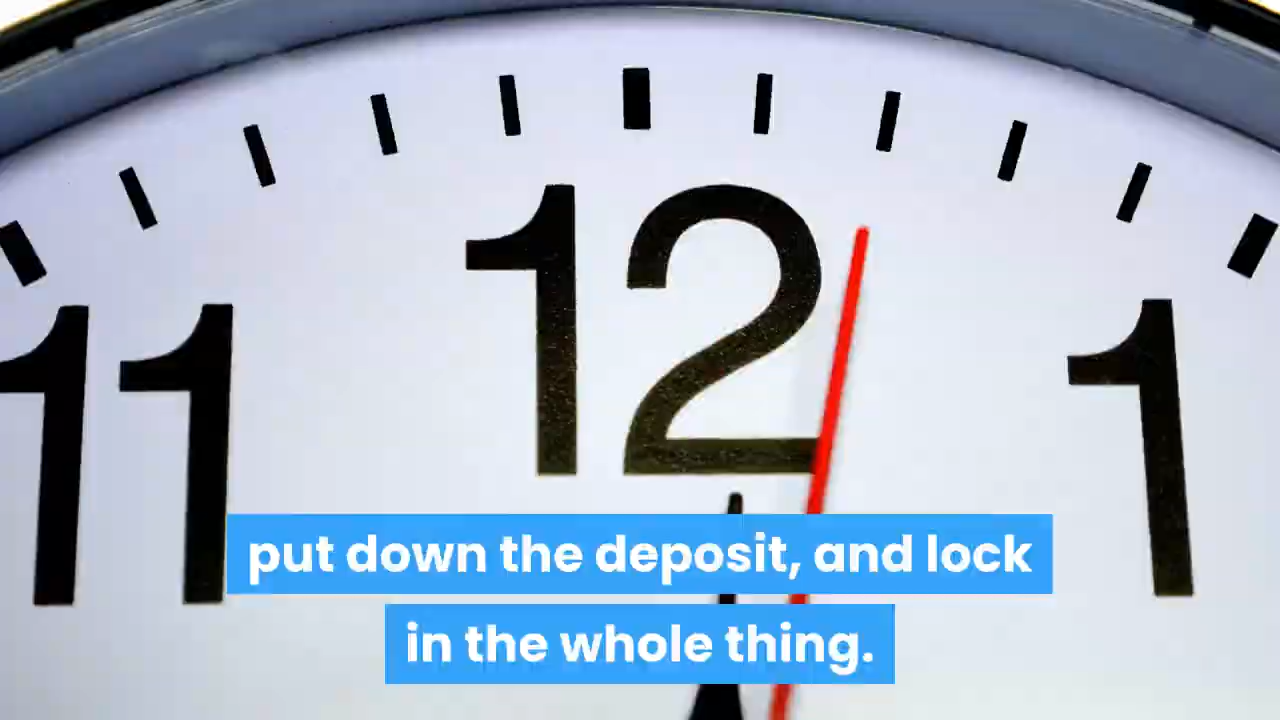 11 12 1
put down the deposit, and lock
in the whole thing.